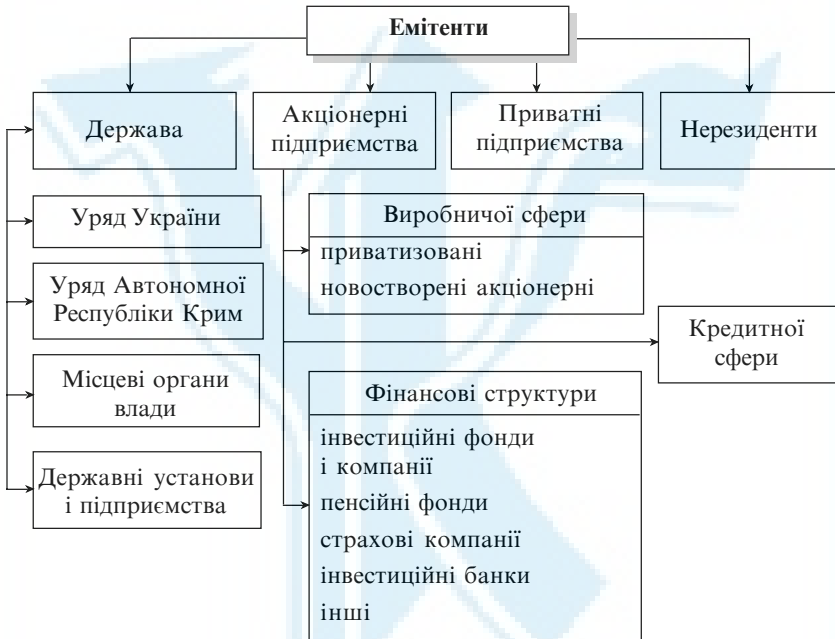 Емітенти
Держава
Акціонерні
підприємства
Приватні
підприємства
Нерезиденти
Уряд України
Уряд Автономної
Республіки Крим
Місцеві органи
влади
Державні установи
і підприємства
Виробничої сфери
приватизовані
новостворені акціонерні
Кредитної
сфери
Фінансові структури
інвестиційні фонди
і компанії
пенсійні фонди
страхові компанії
інвестиційні банки
інші